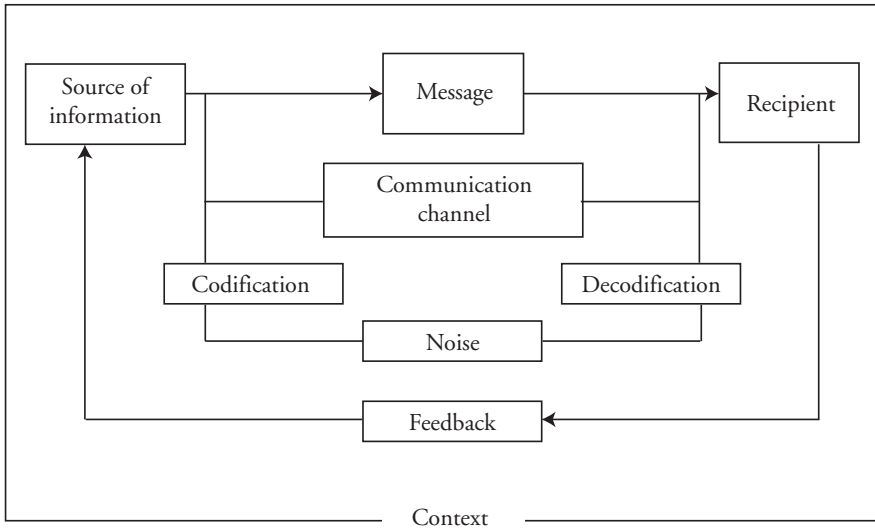 Source of
information
Message
Recipient
Communication
channel
Codification
Decodification
Noise
Feedback
Context